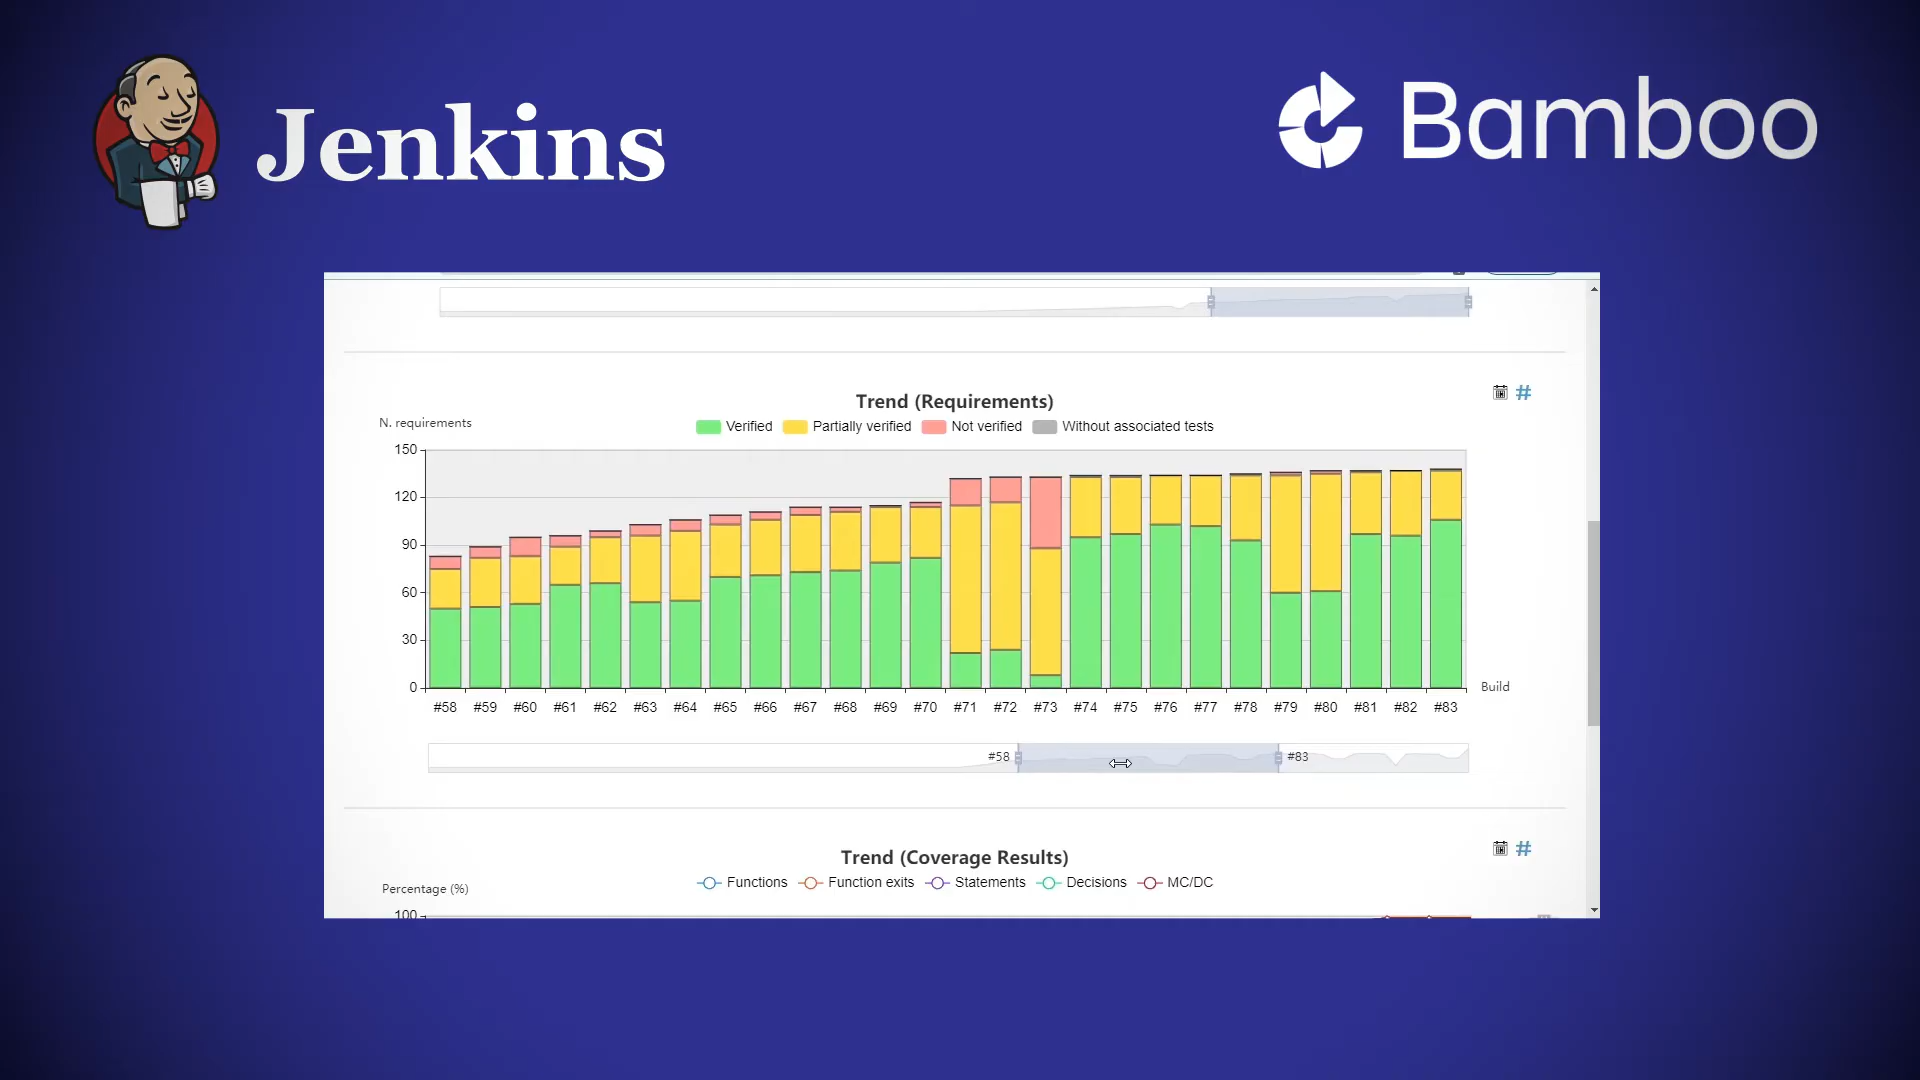 Jenkins
Bamboo
Trend (Requirements)
N. requirements
Verified Partially verified Not verified Without associated tests
150
120
90
60
30
0
Build
#58 #59 #60 #61 #62 #63 #64 #65 #66 #67 #68 #69 #70 #71 #72 #73 #74 #75 #76 #77 #78 #79 #80 #81 #82 #83
#58 #83
Trend (Coverage Results)
Percentage (%)
Functions Function exits Statements Decisions MC/DC
100